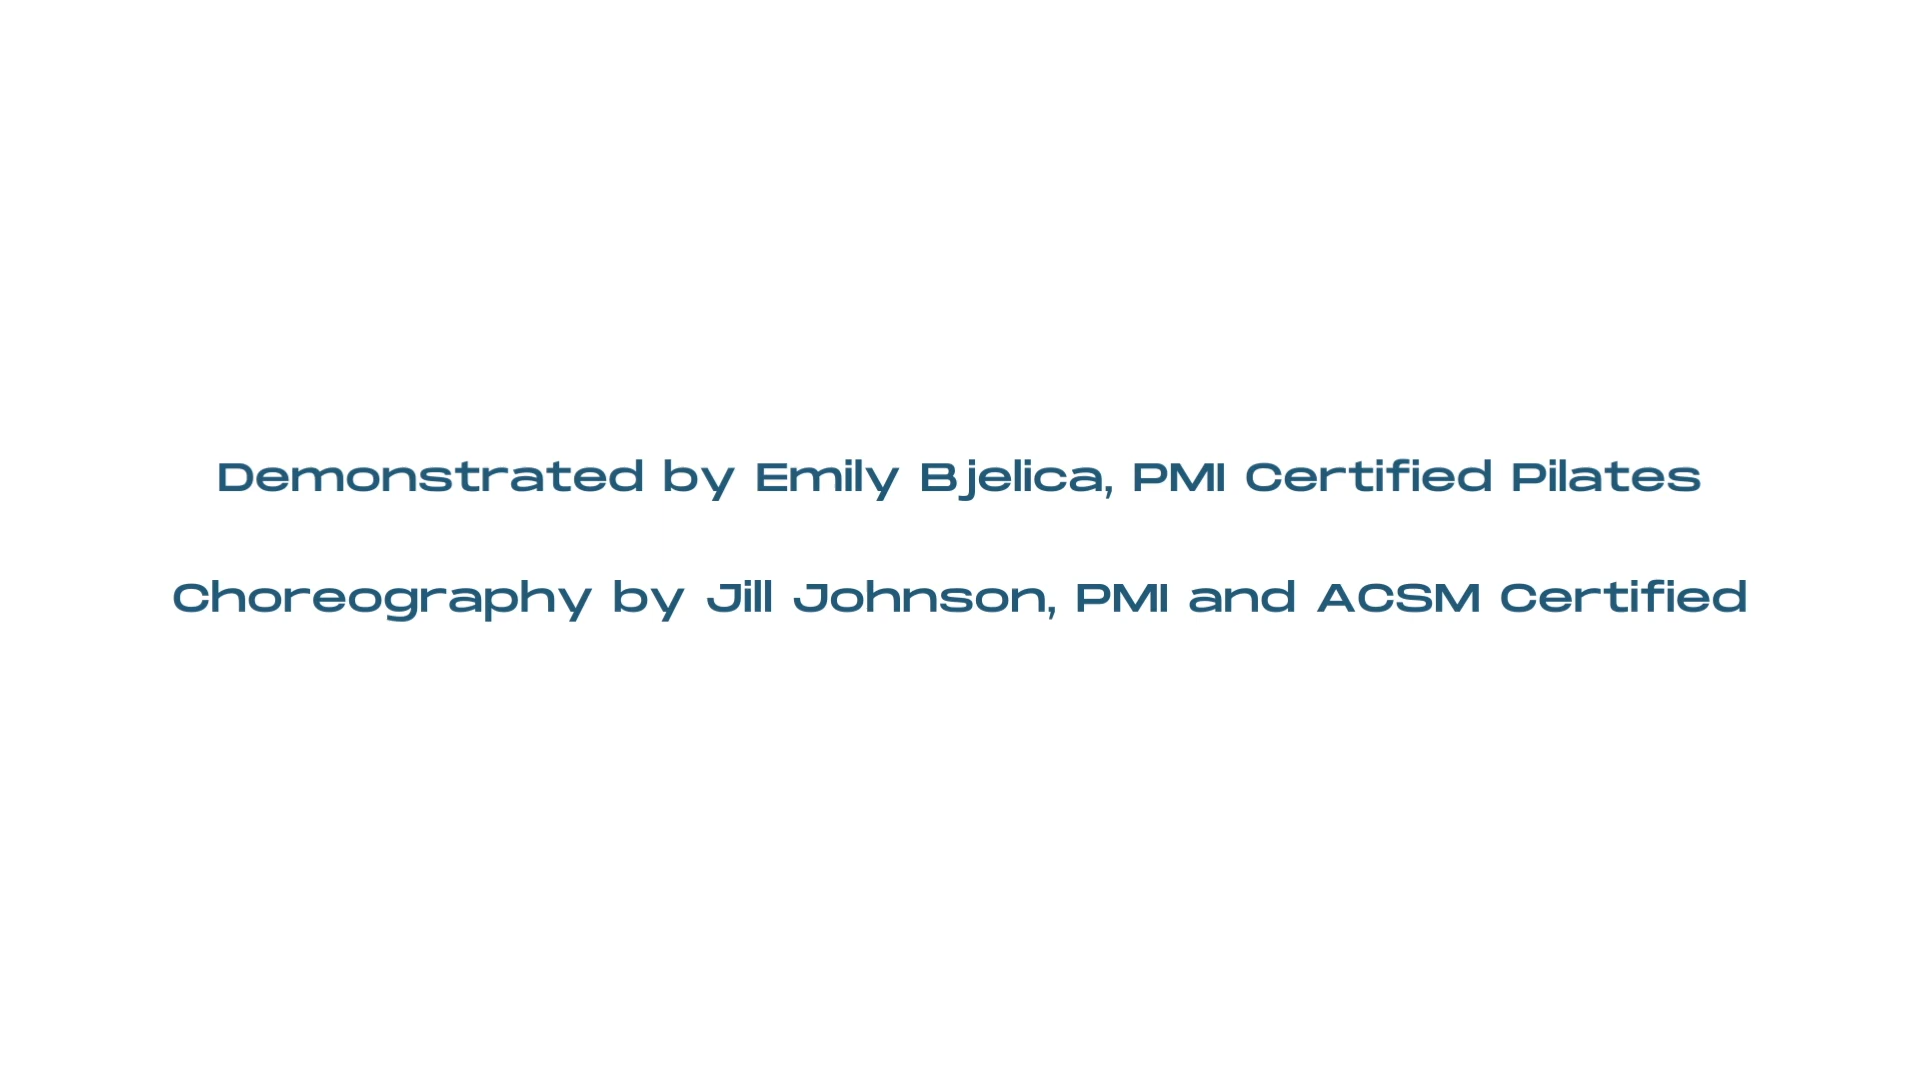 Demonstrated by Emily Bjelica, PMI Certified Pilates
Choreography by Jill Johnson, PMI and ACSM Certified